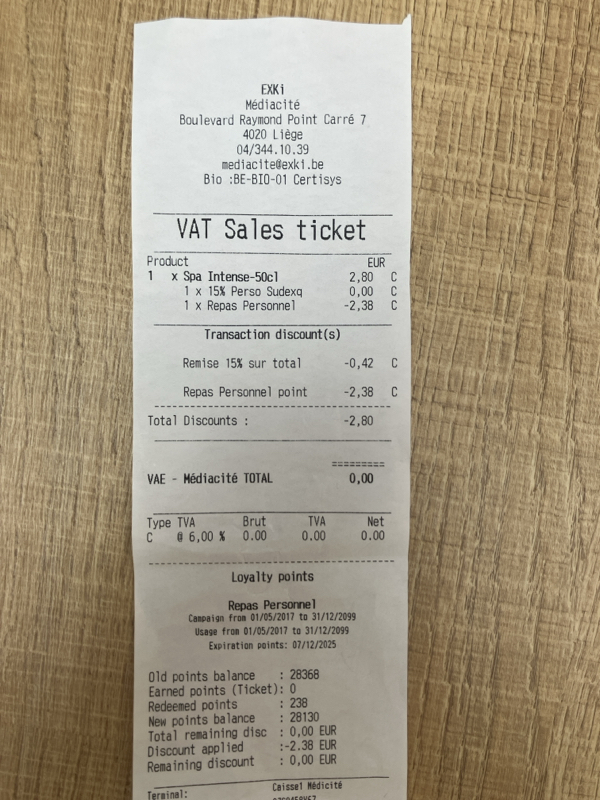 EXKi
Médiacité
Boulevard Raymond Point Carré 7
4020 Liège
04/344.10.39
mediacite@exki.be
Bio :BE-BIO-01 Certisys
VAT Sales ticket
Product EUR
1 x Spa Intense-50cl 2,80 C
1 x 15% Perso Sudexq 0,00 C
1 x Repas Personnel -2,38 C
Transaction discount(s)
Remise 15% sur total -0,42 C
Repas Personnel point -2,38 C
Total Discounts : -2,80
=========
VAE - Médiacité TOTAL 0,00
Type TVA Brut TVA Net
C @ 6,00 % 0.00 0.00 0.00
Loyalty points
Repas Personnel
Campaign from 01/05/2017 to 31/12/2099
Usage from 01/05/2017 to 31/12/2099
Expiration points: 07/12/2025
Old points balance : 28368
Earned points (Ticket): 0
Redeemed points : 238
New points balance : 28130
Total remaining disc : 0,00 EUR
Discount applied :-2.38 EUR
Remaining discount : 0,00 EUR
Terminal: Caisse1 Médicité